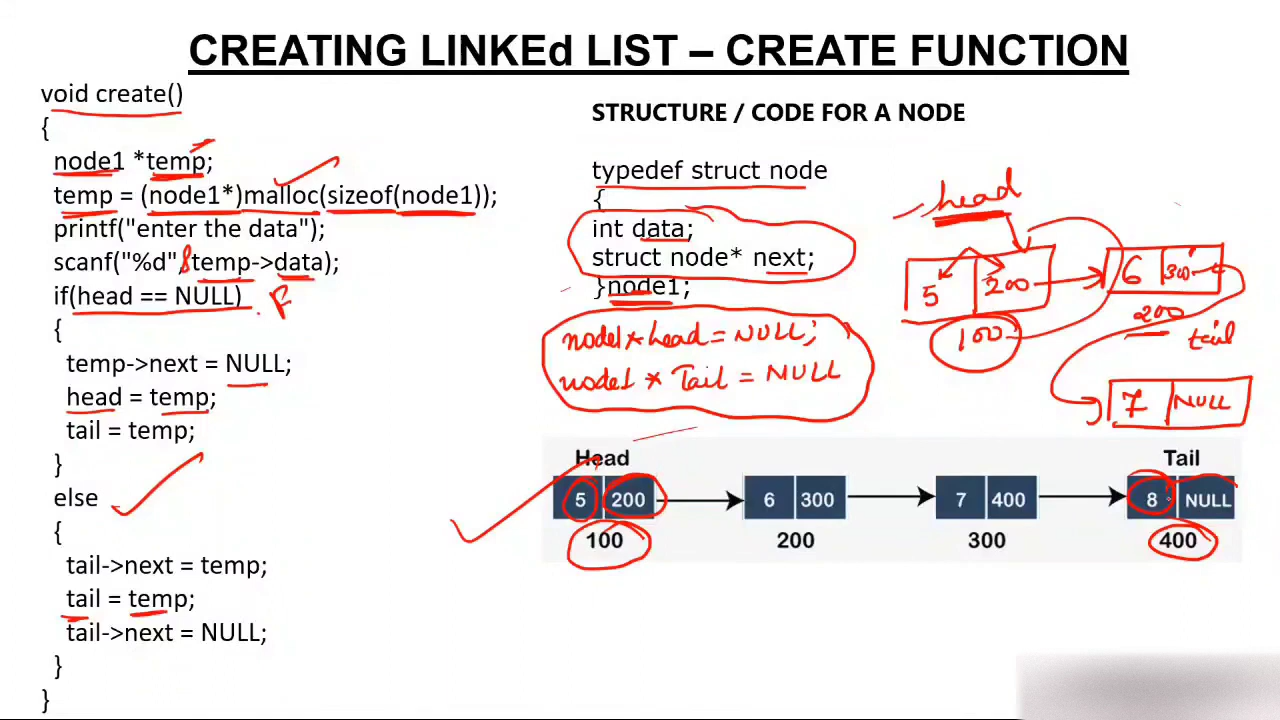 CREATING LINKEd LIST – CREATE FUNCTION
void create()
{
node1 *temp;
temp = (node1*)malloc(sizeof(node1));
printf("enter the data");
scanf("%d",&temp->data);
if(head == NULL) . F
{
temp->next = NULL;
head = temp;
tail = temp;
}
else
{
tail->next = temp;
tail = temp;
tail->next = NULL;
}
}
STRUCTURE / CODE FOR A NODE
typedef struct node
{
int data;
struct node* next;
}node1;
node1 * head = NULL;
node1 * Tail = NULL
head
5 200
100
6 300
200
tail
7 NULL
Head
Tail
5 200 6 300 7 400 8 NULL
100 200 300 400